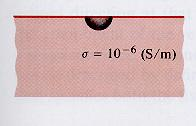 σ = 10⁻⁶ (S/m)